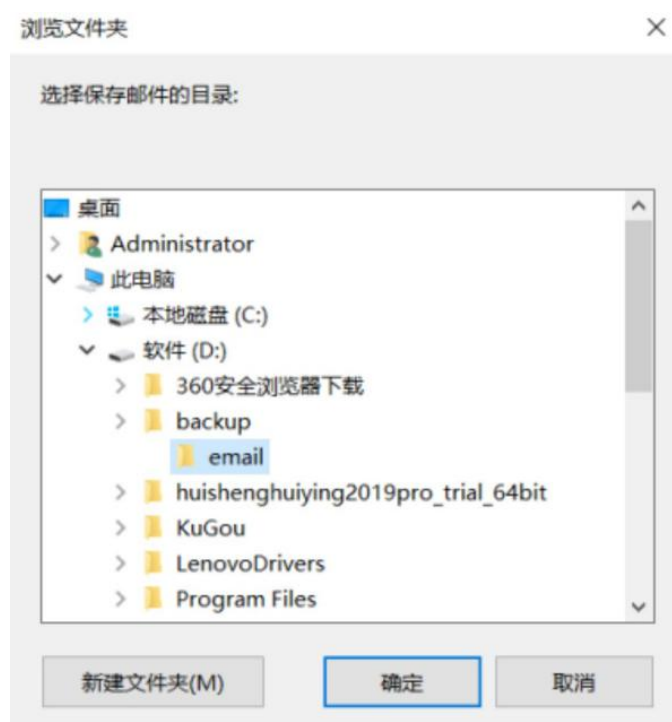 浏览文件夹
选择保存邮件的目录:
桌面
Administrator
此电脑
本地磁盘 (C:)
软件 (D:)
360安全浏览器下载
backup
email
huishenghuiying2019pro_trial_64bit
KuGou
LenovoDrivers
Program Files
新建文件夹(M) 确定 取消